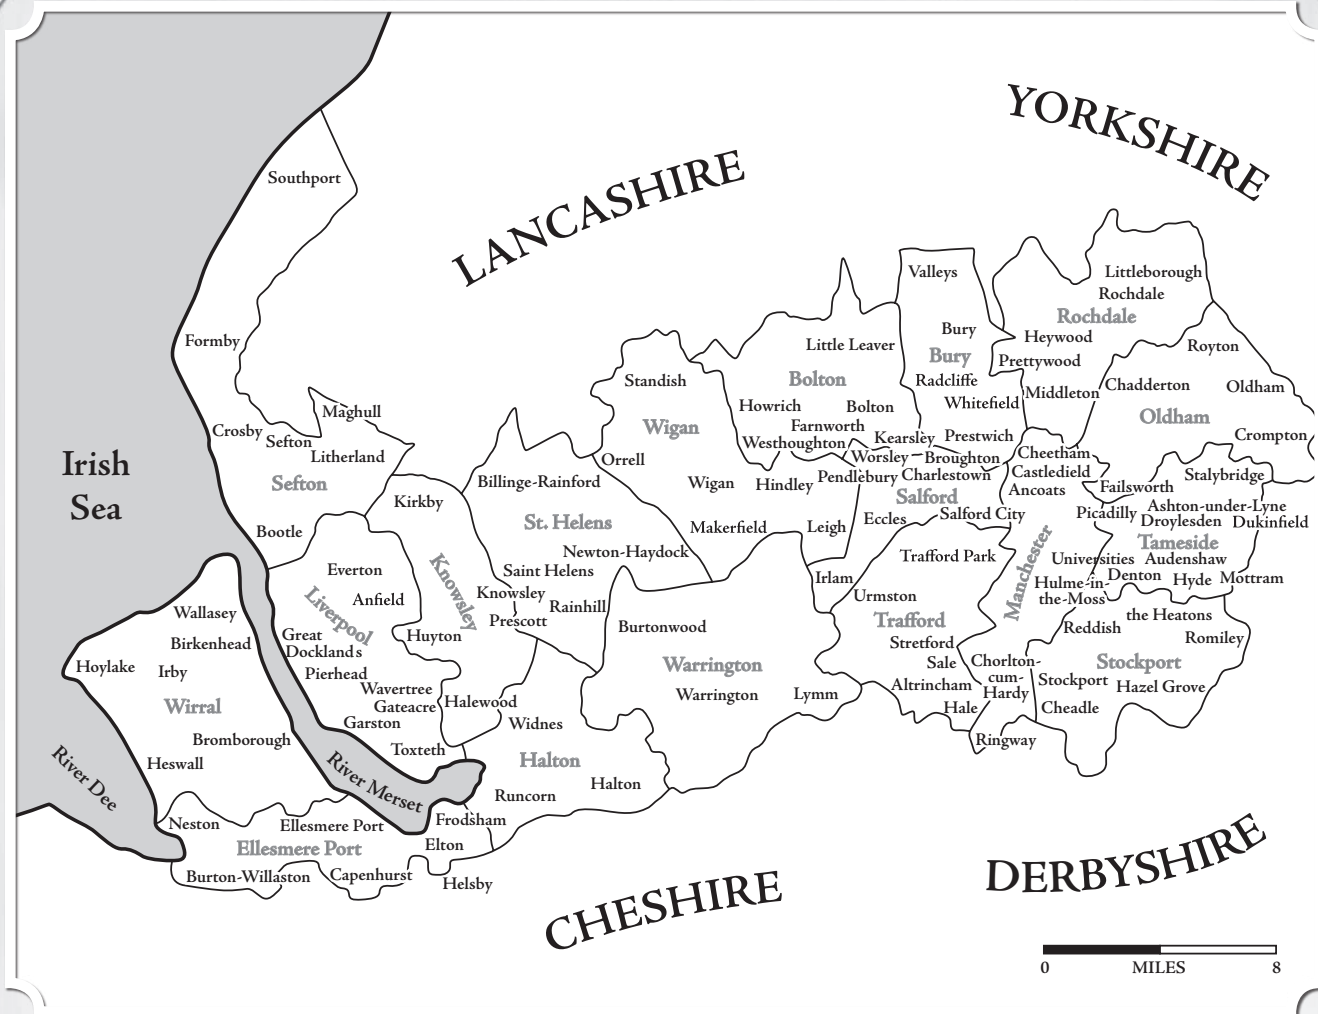 YORKSHIRE
LANCASHIRE
Southport
Valleys
Littleborough
Rochdale
Rochdale
Formby
Bury
Heywood
Little Leaver
Royton
Bury
Prettywood
Standish
Bolton
Radcliffe
Chadderton
Oldham
Middleton
Whitefield
Maghull
Howrich
Bolton
Oldham
Wigan
Farnworth
Crosby
Sefton
Westhoughton
Kearsley
Prestwich
Crompton
Litherland
Orrell
Worsley
Broughton
Cheetham
Irish
Sea
Sefton
Billinge-Rainford
Wigan
Hindley
Pendlebury
Charlestown
Castledield
Stalybridge
Kirkby
Salford
Ancoats
Failsworth
St. Helens
Makerfield
Leigh
Eccles
Salford City
Picadilly
Ashton-under-Lyne
Droylesden
Dukinfield
Bootle
Newton-Haydock
Trafford Park
Manchester
Tameside
Universities
Audenshaw
Everton
Knowsley
Saint Helens
Irlam
Hulme-in-
the-Moss
Denton
Hyde
Mottram
Liverpool
Anfield
Knowsley
Rainhill
Urmston
Wallasey
Prescott
Burtonwood
Trafford
Reddish
the Heatons
Birkenhead
Great
Docklands
Huyton
Stretford
Romiley
Hoylake
Irby
Pierhead
Warrington
Sale
Chorlton-
cum-
Hardy
Stockport
Wavertree
Warrington
Lymm
Altrincham
Stockport
Hazel Grove
Wirral
Gateacre
Halewood
Hale
Cheadle
Garston
Widnes
Bromborough
Toxteth
Ringway
Heswall
Halton
River Dee
River Merset
Halton
Runcorn
Neston
Ellesmere Port
Frodsham
Ellesmere Port
Elton
Burton-Willaston
Capenhurst
Helsby
CHESHIRE
DERBYSHIRE
0
MILES
8